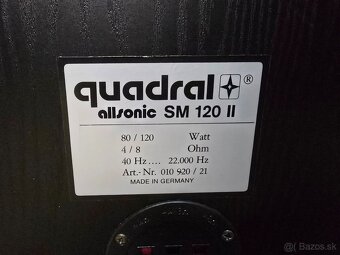 quadral ®
allsonic SM 120 II
80 / 120 Watt
4 / 8 Ohm
40 Hz .... 22.000 Hz
Art.- Nr. 010 920 / 21
MADE IN GERMANY
Bazos.sk